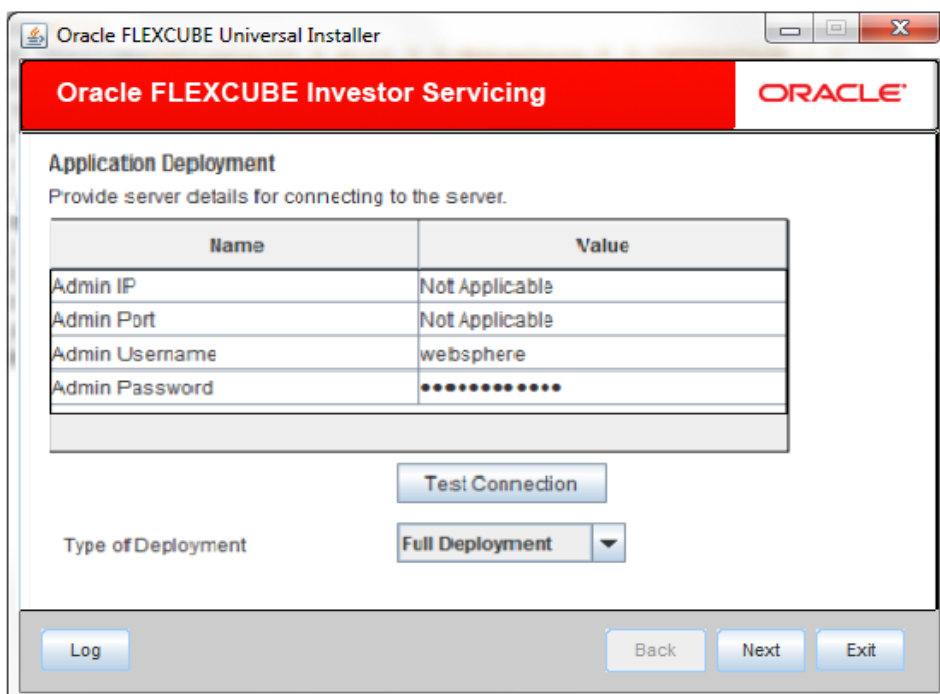 Oracle FLEXCUBE Universal Installer
Oracle FLEXCUBE Investor Servicing
ORACLE
Application Deployment
Provide server details for connecting to the server.
Name Value
Admin IP Not Applicable
Admin Port Not Applicable
Admin Username websphere
Admin Password ••••••••••••
Test Connection
Type of Deployment Full Deployment
Log Back Next Exit